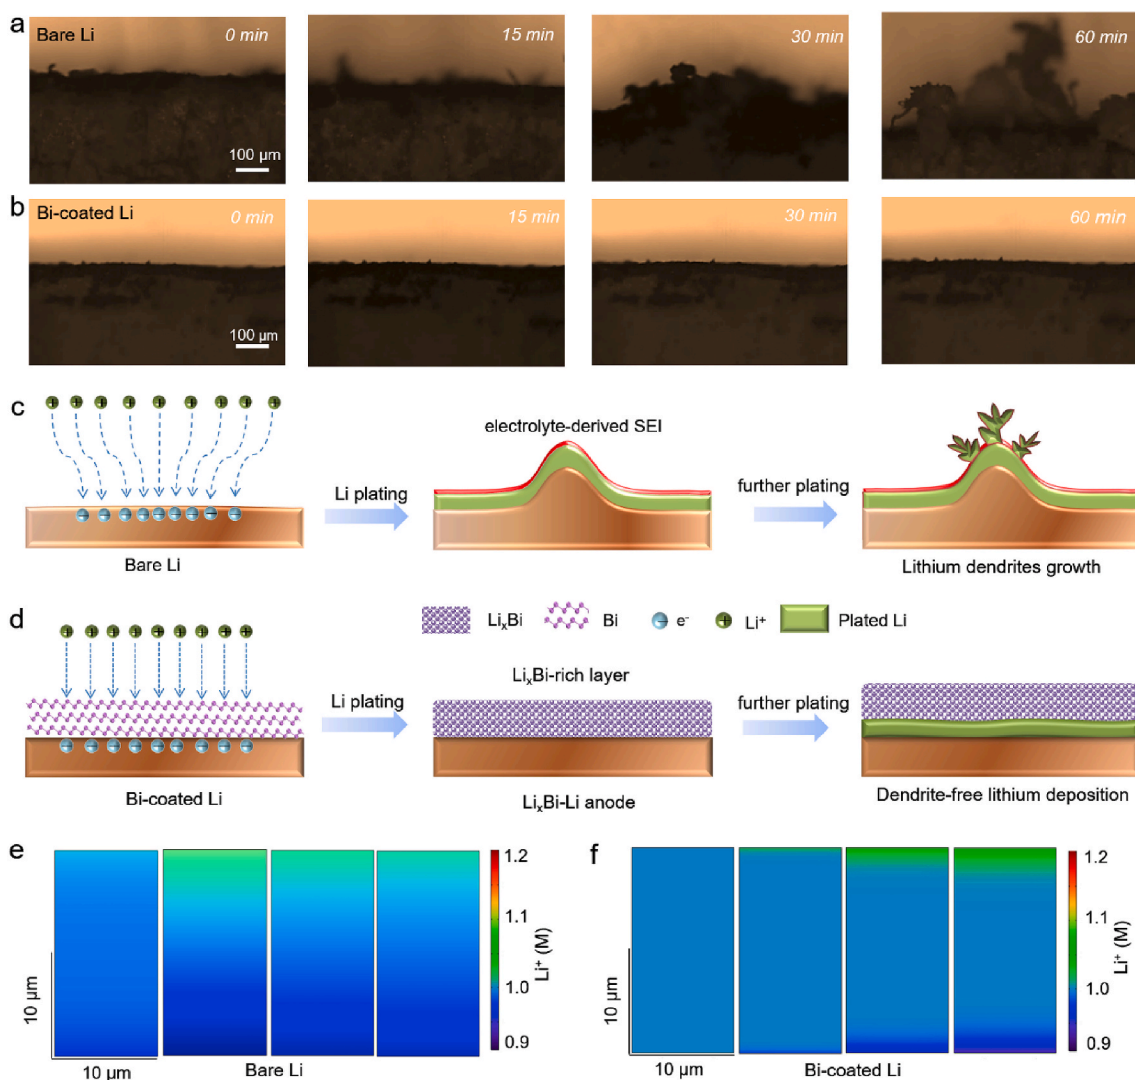 a
Bare Li
0 min
15 min
30 min
60 min
100 μm
b
Bi-coated Li
0 min
15 min
30 min
60 min
100 μm
c
electrolyte-derived SEI
Li plating
further plating
Bare Li
Lithium dendrites growth
d
LiₓBi
Bi
e⁻
Li⁺
Plated Li
LiₓBi-rich layer
Li plating
further plating
Bi-coated Li
LiₓBi-Li anode
Dendrite-free lithium deposition
e
1.2
1.1
1.0
0.9
Li⁺ (M)
10 μm
10 μm
Bare Li
f
1.2
1.1
1.0
0.9
Li⁺ (M)
10 μm
10 μm
Bi-coated Li